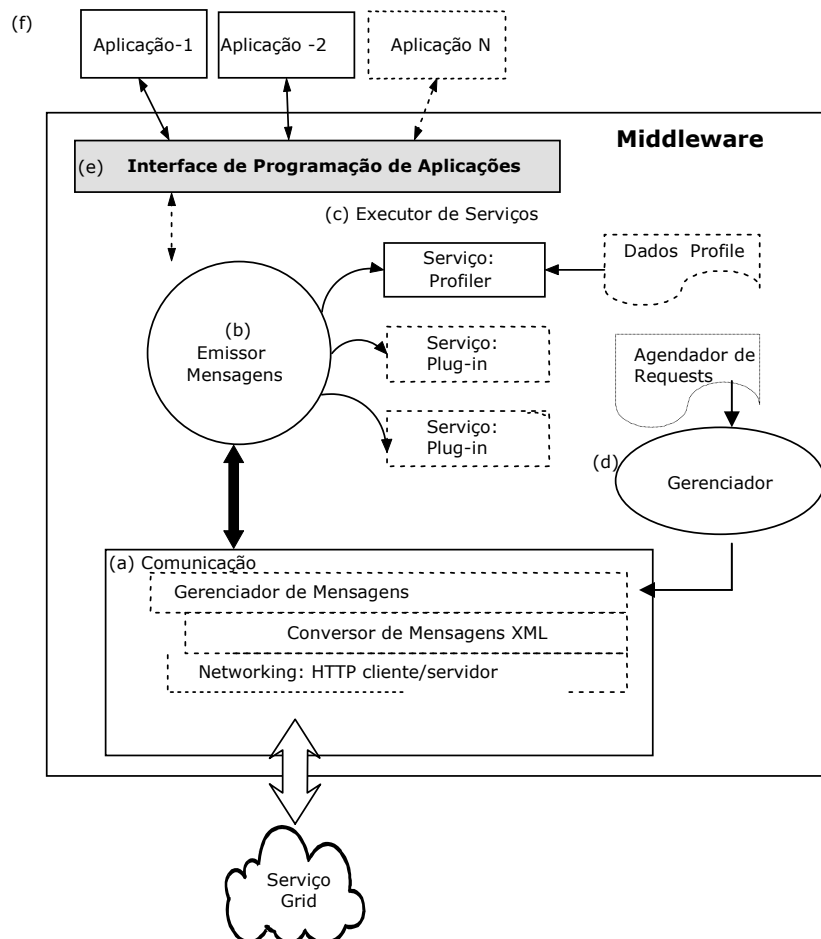 (f)
Aplicação-1
Aplicação -2
Aplicação N
Middleware
(e) Interface de Programação de Aplicações
(c) Executor de Serviços
Serviço:
Profiler
Dados Profile
(b)
Emissor
Mensagens
Serviço:
Plug-in
Agendador de
Requests
Serviço:
Plug-in
(d)
Gerenciador
(a) Comunicação
Gerenciador de Mensagens
Conversor de Mensagens XML
Networking: HTTP cliente/servidor
Serviço
Grid